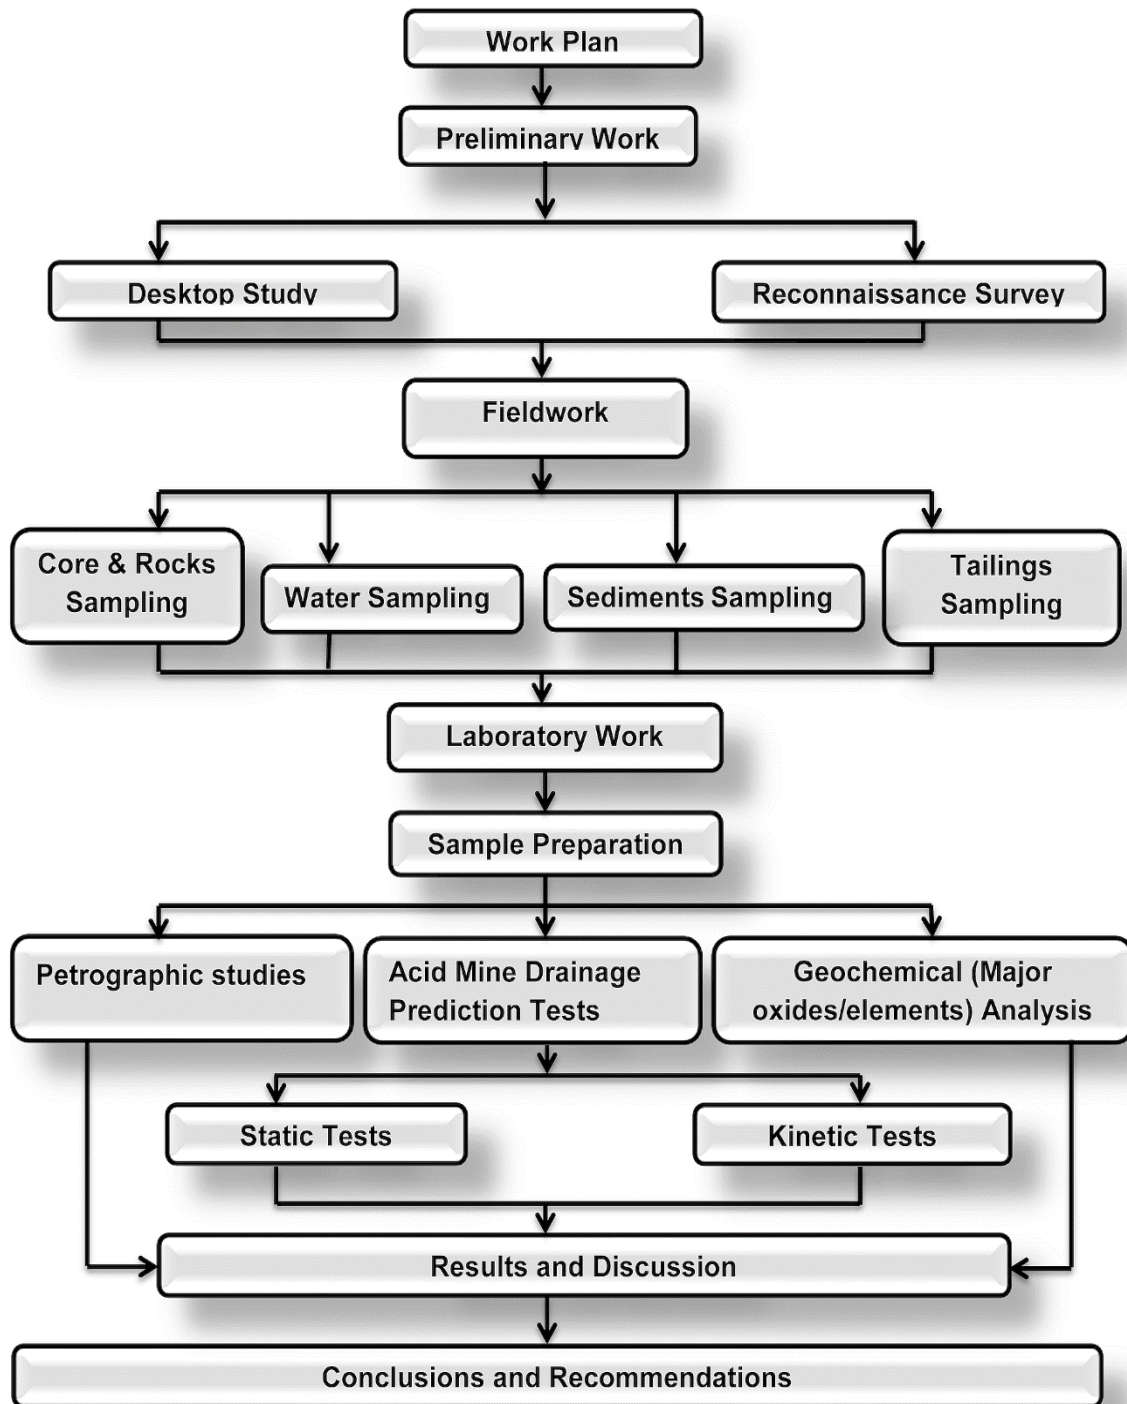 Work Plan
Preliminary Work
Desktop Study
Reconnaissance Survey
Fieldwork
Core & Rocks
Sampling
Water Sampling
Sediments Sampling
Tailings
Sampling
Laboratory Work
Sample Preparation
Petrographic studies
Acid Mine Drainage
Prediction Tests
Geochemical (Major
oxides/elements) Analysis
Static Tests
Kinetic Tests
Results and Discussion
Conclusions and Recommendations